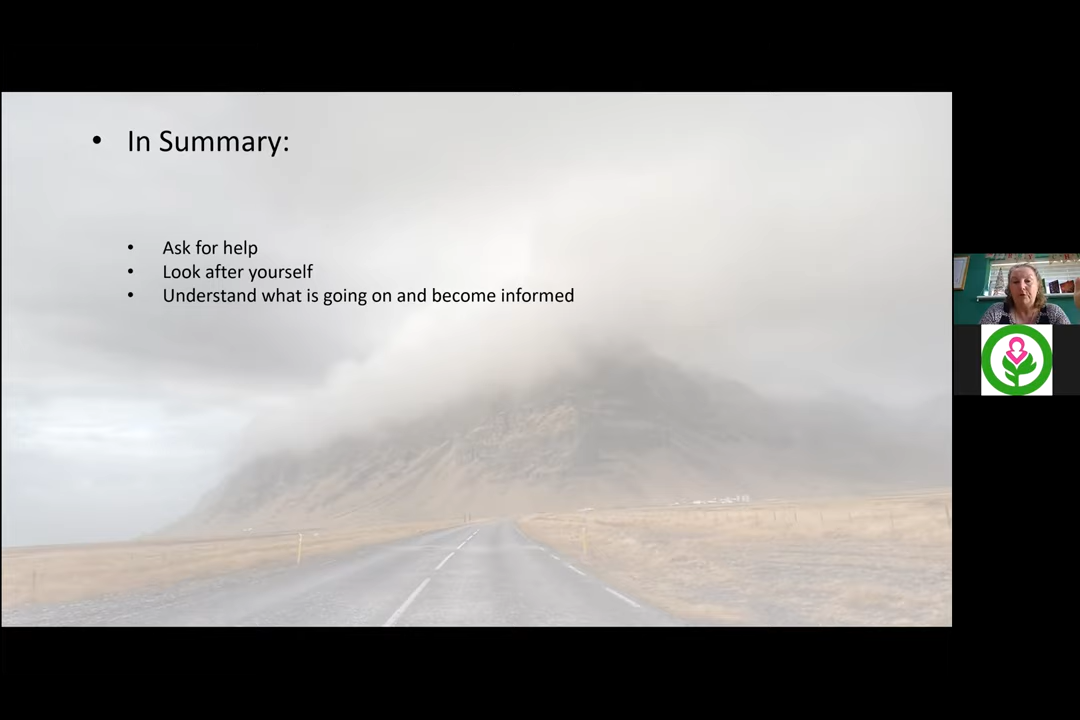 • In Summary:
• Ask for help
• Look after yourself
• Understand what is going on and become informed